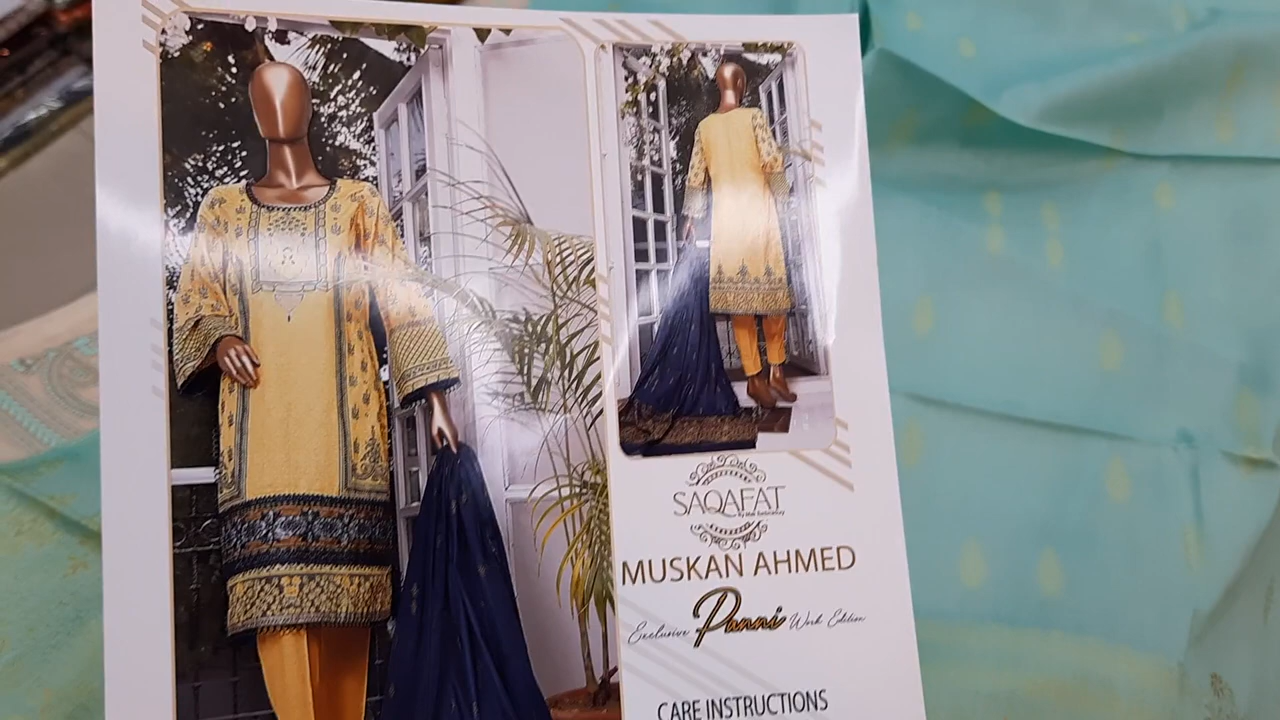 SAQAFAT
MUSKAN AHMED
Exclusive Panni Work Edition
CARE INSTRUCTIONS